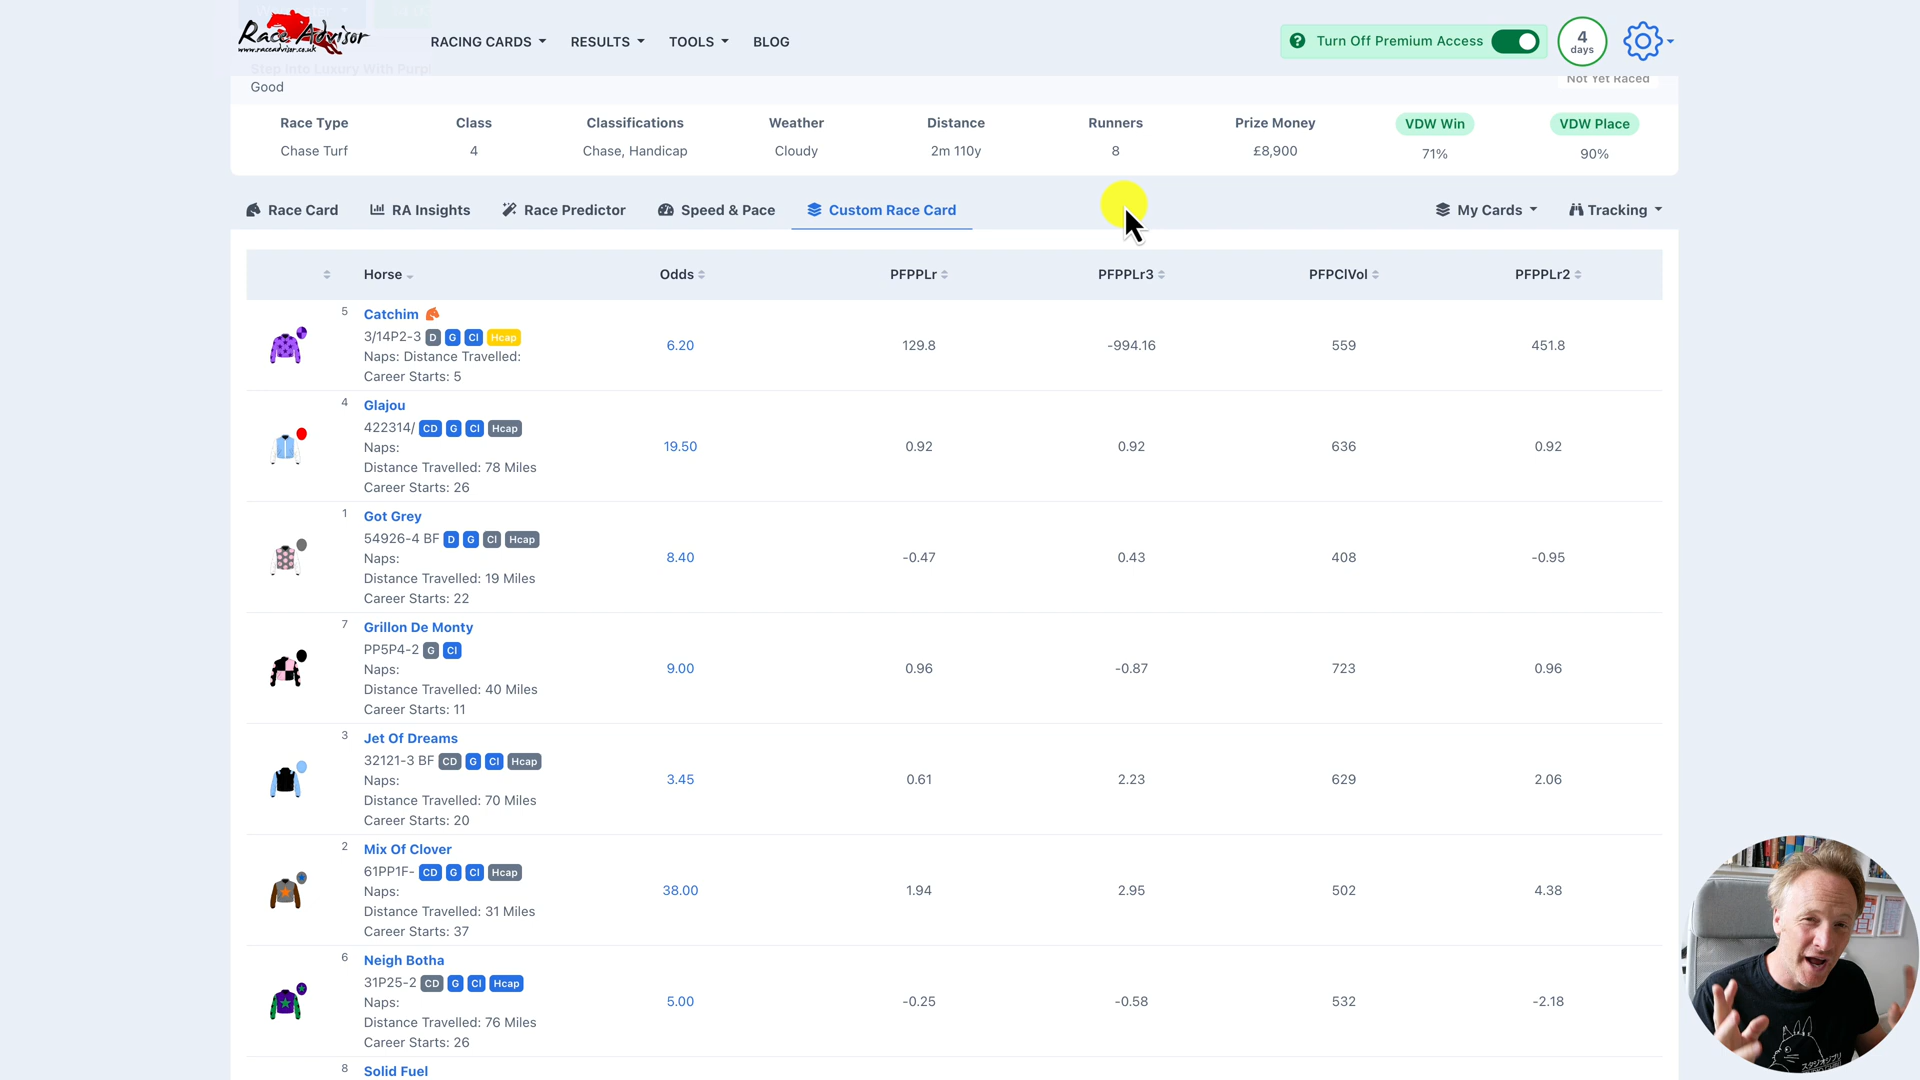 Race Advisor
www.raceadvisor.co.uk
RACING CARDS
RESULTS
TOOLS
BLOG
Turn Off Premium Access
4
days
Step Into Luxury With Purpl
Good
Not Yet Raced
Race Type
Class
Classifications
Weather
Distance
Runners
Prize Money
VDW Win
VDW Place
Chase Turf
4
Chase, Handicap
Cloudy
2m 110y
8
£8,900
71%
90%
Race Card
RA Insights
Race Predictor
Speed & Pace
Custom Race Card
My Cards
Tracking
Horse
Odds
PFPPLr
PFPPLr3
PFPClVol
PFPPLr2
5
Catchim
3/14P2-3 D G Cl Hcap
Naps: Distance Travelled:
Career Starts: 5
6.20
129.8
-994.16
559
451.8
4
Glajou
422314/ CD G Cl Hcap
Naps:
Distance Travelled: 78 Miles
Career Starts: 26
19.50
0.92
0.92
636
0.92
1
Got Grey
54926-4 BF D G Cl Hcap
Naps:
Distance Travelled: 19 Miles
Career Starts: 22
8.40
-0.47
0.43
408
-0.95
7
Grillon De Monty
PP5P4-2 G Cl
Naps:
Distance Travelled: 40 Miles
Career Starts: 11
9.00
0.96
-0.87
723
0.96
3
Jet Of Dreams
32121-3 BF CD G Cl Hcap
Naps:
Distance Travelled: 70 Miles
Career Starts: 20
3.45
0.61
2.23
629
2.06
2
Mix Of Clover
61PP1F- CD G Cl Hcap
Naps:
Distance Travelled: 31 Miles
Career Starts: 37
38.00
1.94
2.95
502
4.38
6
Neigh Botha
31P25-2 CD G Cl Hcap
Naps:
Distance Travelled: 76 Miles
Career Starts: 26
5.00
-0.25
-0.58
532
-2.18
8
Solid Fuel
スタジオジブリ